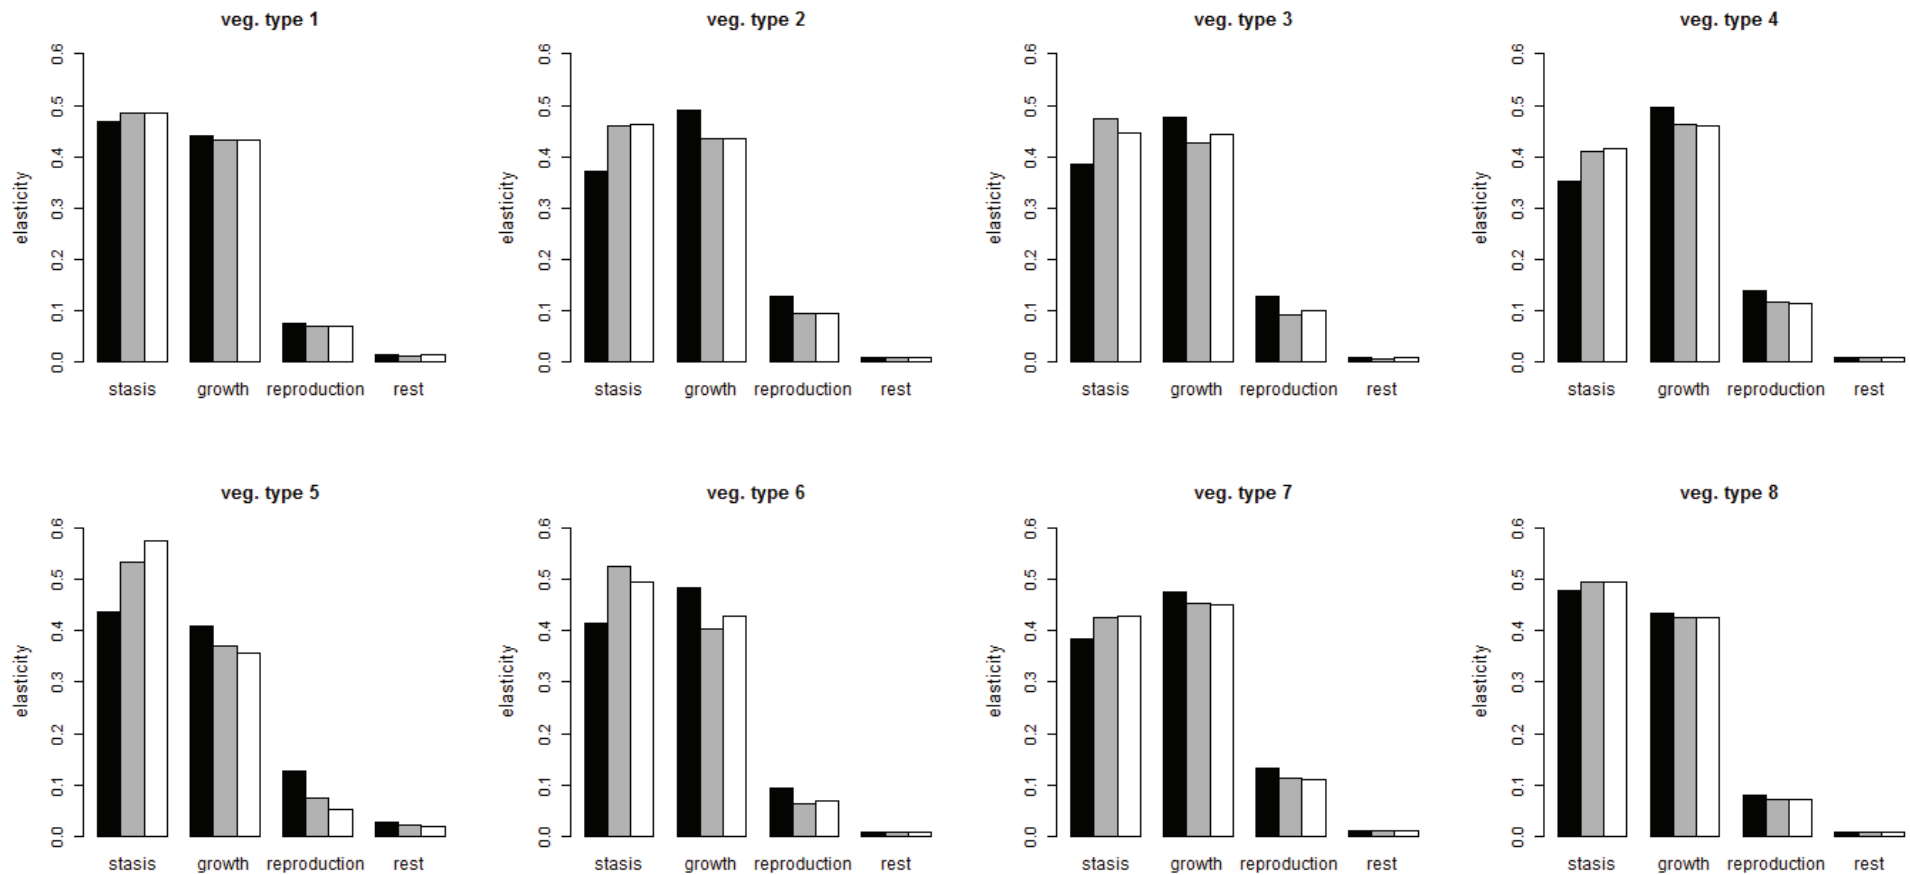 veg. type 1
veg. type 2
veg. type 3
veg. type 4
elasticity
0.0 0.1 0.2 0.3 0.4 0.5 0.6
stasis growth reproduction rest
elasticity
0.0 0.1 0.2 0.3 0.4 0.5 0.6
stasis growth reproduction rest
elasticity
0.0 0.1 0.2 0.3 0.4 0.5 0.6
stasis growth reproduction rest
elasticity
0.0 0.1 0.2 0.3 0.4 0.5 0.6
stasis growth reproduction rest
veg. type 5
veg. type 6
veg. type 7
veg. type 8
elasticity
0.0 0.1 0.2 0.3 0.4 0.5 0.6
stasis growth reproduction rest
elasticity
0.0 0.1 0.2 0.3 0.4 0.5 0.6
stasis growth reproduction rest
elasticity
0.0 0.1 0.2 0.3 0.4 0.5 0.6
stasis growth reproduction rest
elasticity
0.0 0.1 0.2 0.3 0.4 0.5 0.6
stasis growth reproduction rest